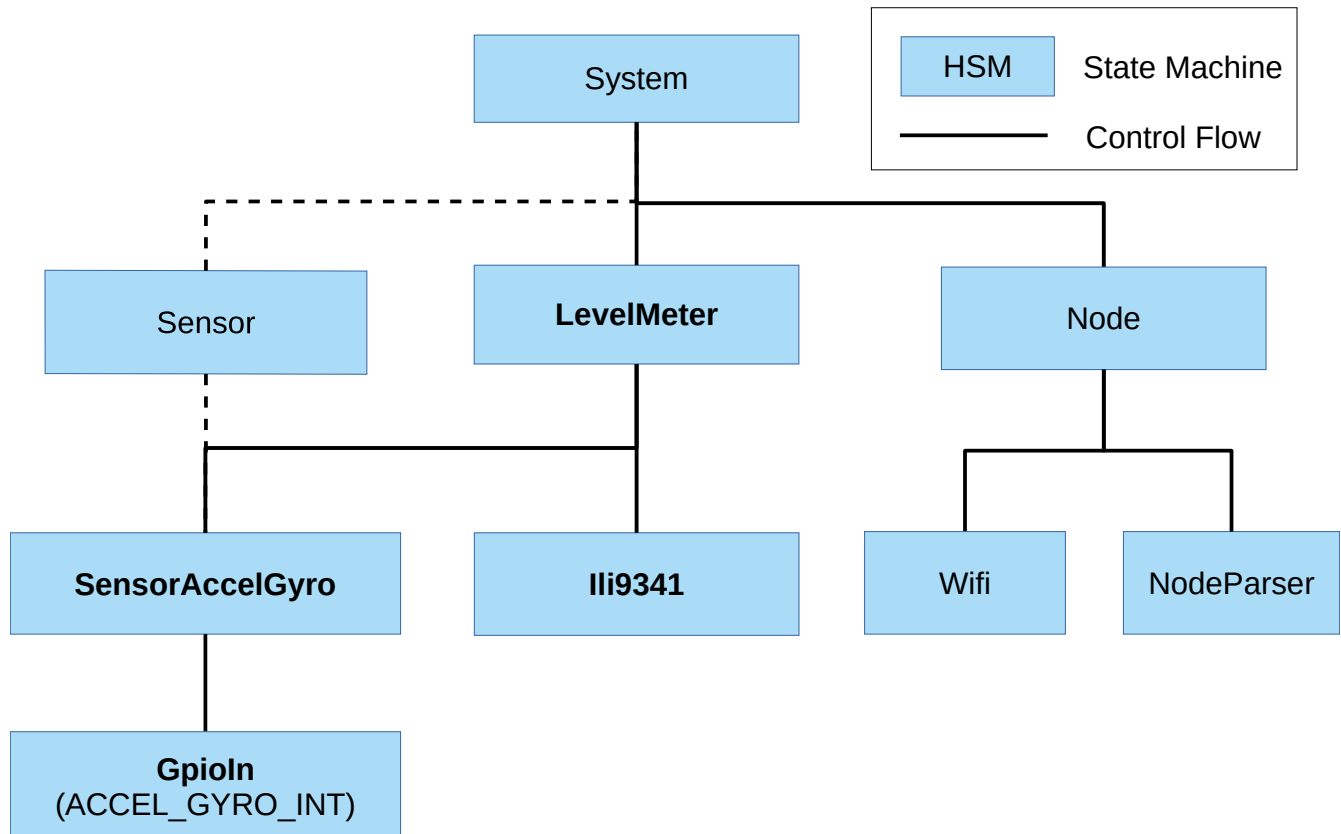 System
HSM
State Machine
Control Flow
Sensor
LevelMeter
Node
SensorAccelGyro
Ili9341
Wifi
NodeParser
GpioIn
(ACCEL_GYRO_INT)